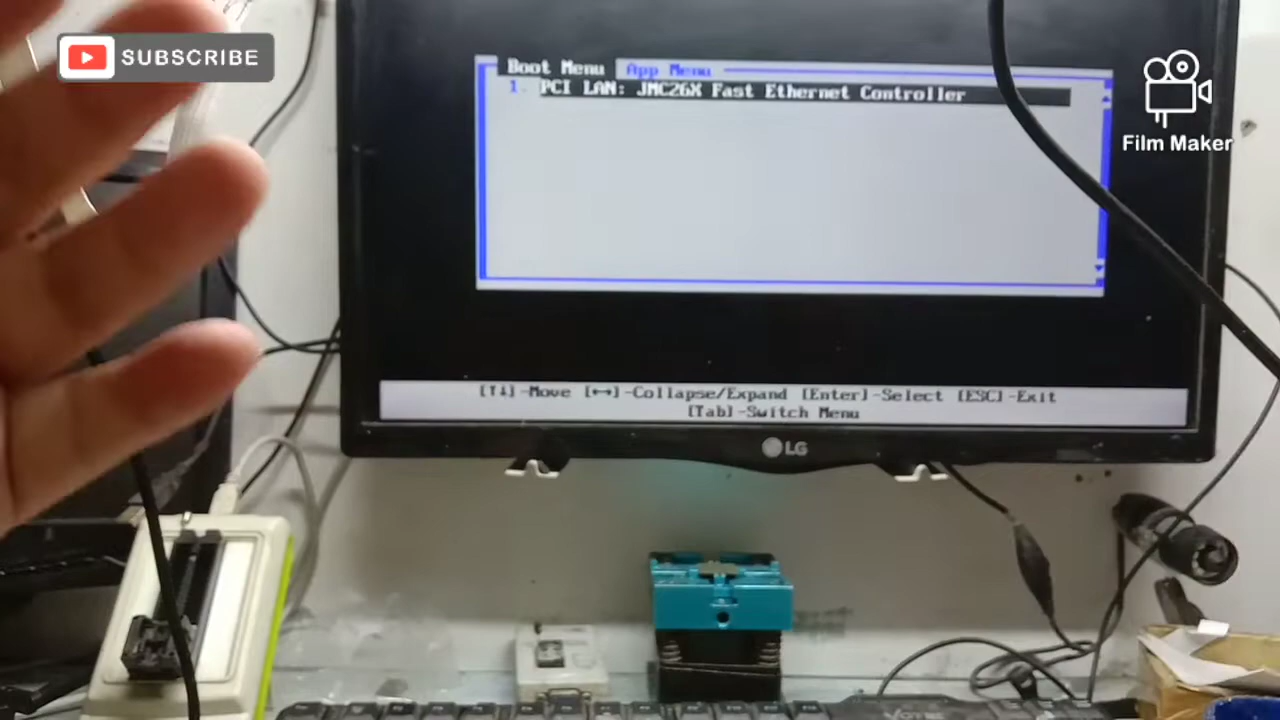 SUBSCRIBE
Film Maker
Boot Menu App Menu
1. PCI LAN: JMC26X Fast Ethernet Controller
[↑↓]-Move [↔]-Collapse/Expand [Enter]-Select [ESC]-Exit
[Tab]-Switch Menu
LG